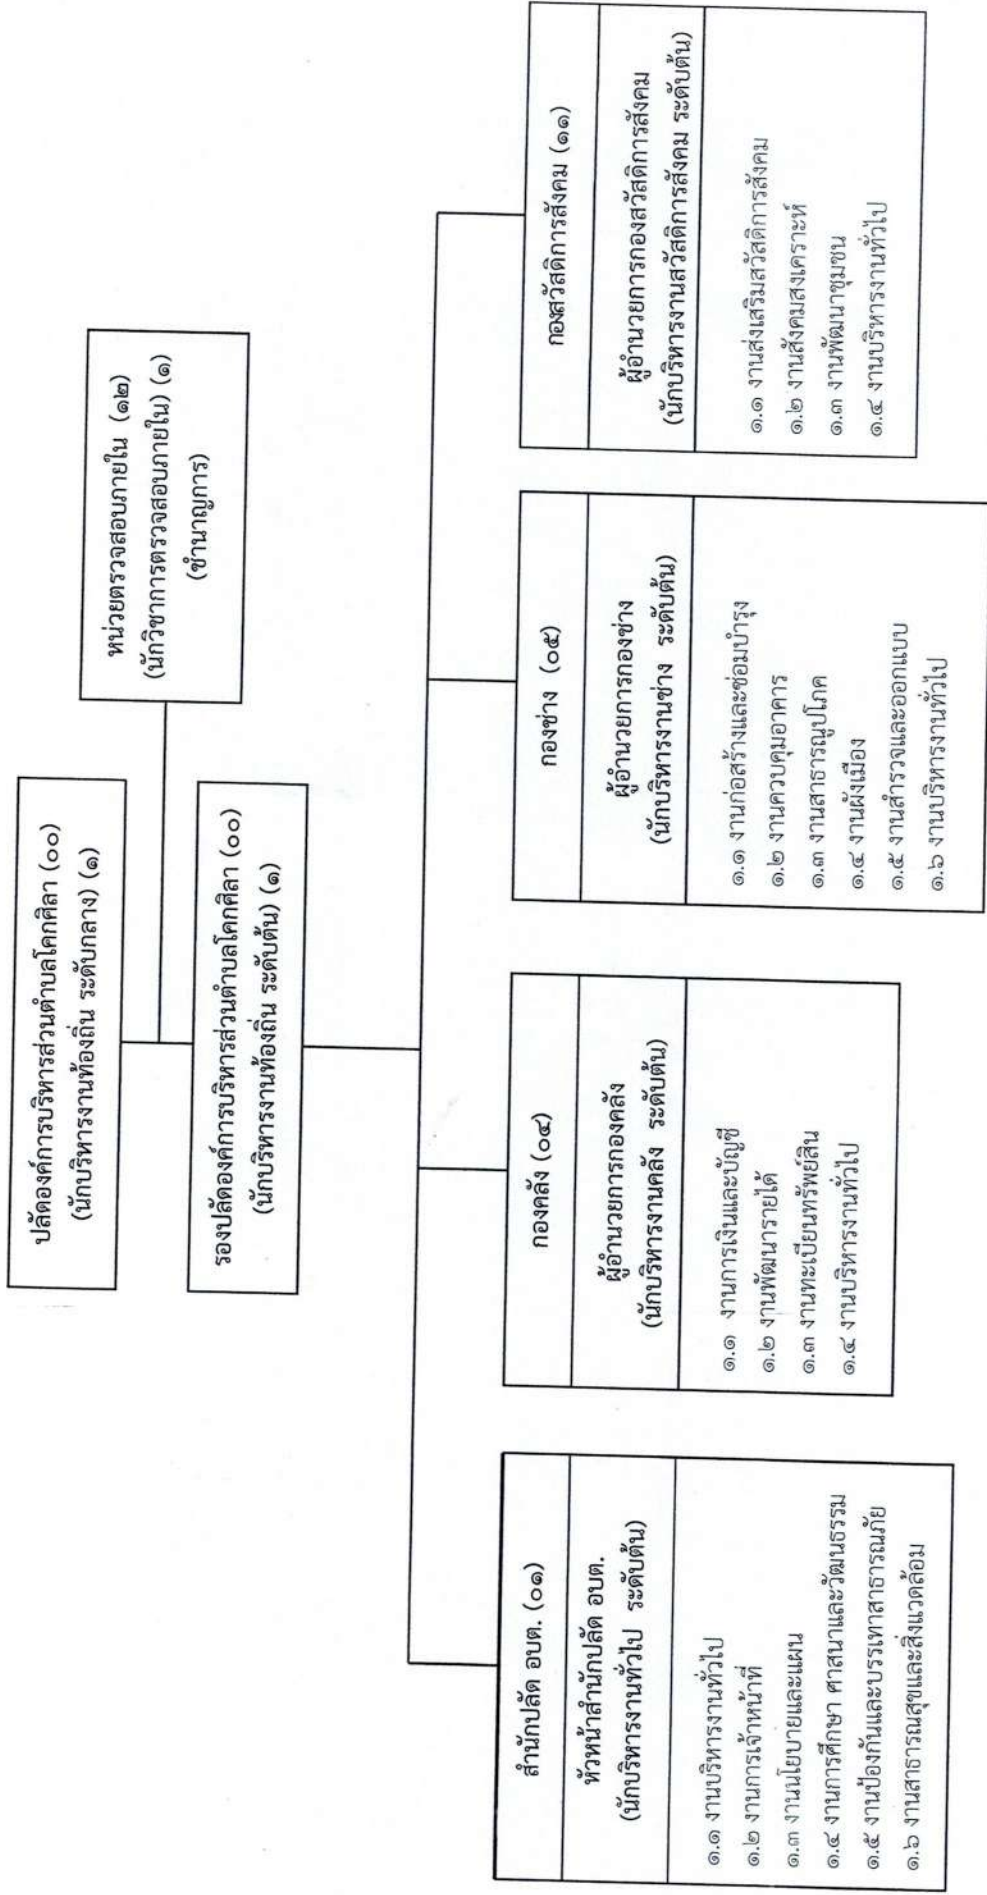 ปลัดองค์การบริหารส่วนตำบลโคกศิลา (๐๐)
(นักบริหารงานท้องถิ่น ระดับกลาง) (๑)
หน่วยตรวจสอบภายใน (๑๒)
(นักวิชาการตรวจสอบภายใน) (๑)
(ชำนาญการ)
รองปลัดองค์การบริหารส่วนตำบลโคกศิลา (๐๐)
(นักบริหารงานท้องถิ่น ระดับต้น) (๑)
สำนักปลัด อบต. (๐๑)
หัวหน้าสำนักปลัด อบต.
(นักบริหารงานทั่วไป ระดับต้น)
๑.๑ งานบริหารงานทั่วไป
๑.๒ งานการเจ้าหน้าที่
๑.๓ งานนโยบายและแผน
๑.๔ งานการศึกษา ศาสนาและวัฒนธรรม
๑.๕ งานป้องกันและบรรเทาสาธารณภัย
๑.๖ งานสาธารณสุขและสิ่งแวดล้อม
กองคลัง (๐๔)
ผู้อำนวยการกองคลัง
(นักบริหารงานคลัง ระดับต้น)
๑.๑ งานการเงินและบัญชี
๑.๒ งานพัฒนารายได้
๑.๓ งานทะเบียนทรัพย์สิน
๑.๔ งานบริหารงานทั่วไป
กองช่าง (๐๕)
ผู้อำนวยการกองช่าง
(นักบริหารงานช่าง ระดับต้น)
๑.๑ งานก่อสร้างและซ่อมบำรุง
๑.๒ งานควบคุมอาคาร
๑.๓ งานสาธารณูปโภค
๑.๔ งานผังเมือง
๑.๕ งานสำรวจและออกแบบ
๑.๖ งานบริหารงานทั่วไป
กองสวัสดิการสังคม (๑๑)
ผู้อำนวยการกองสวัสดิการสังคม
(นักบริหารงานสวัสดิการสังคม ระดับต้น)
๑.๑ งานส่งเสริมสวัสดิการสังคม
๑.๒ งานสังคมสงเคราะห์
๑.๓ งานพัฒนาชุมชน
๑.๔ งานบริหารงานทั่วไป